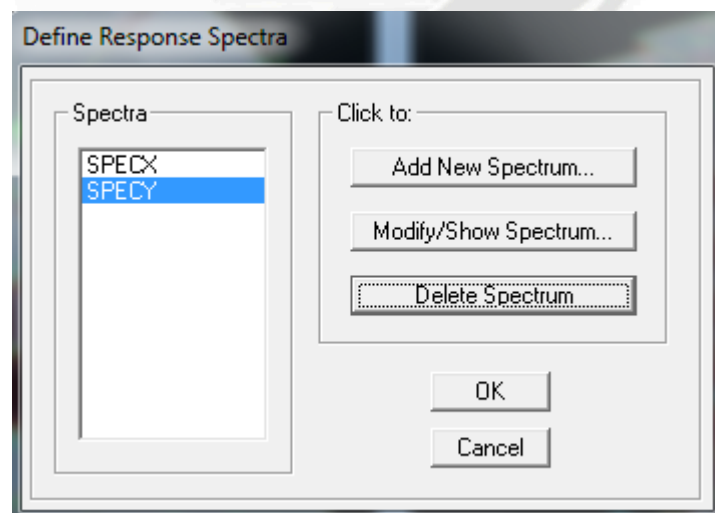 Define Response Spectra
Spectra
SPECX
SPECY
Click to:
Add New Spectrum...
Modify/Show Spectrum...
Delete Spectrum
OK
Cancel